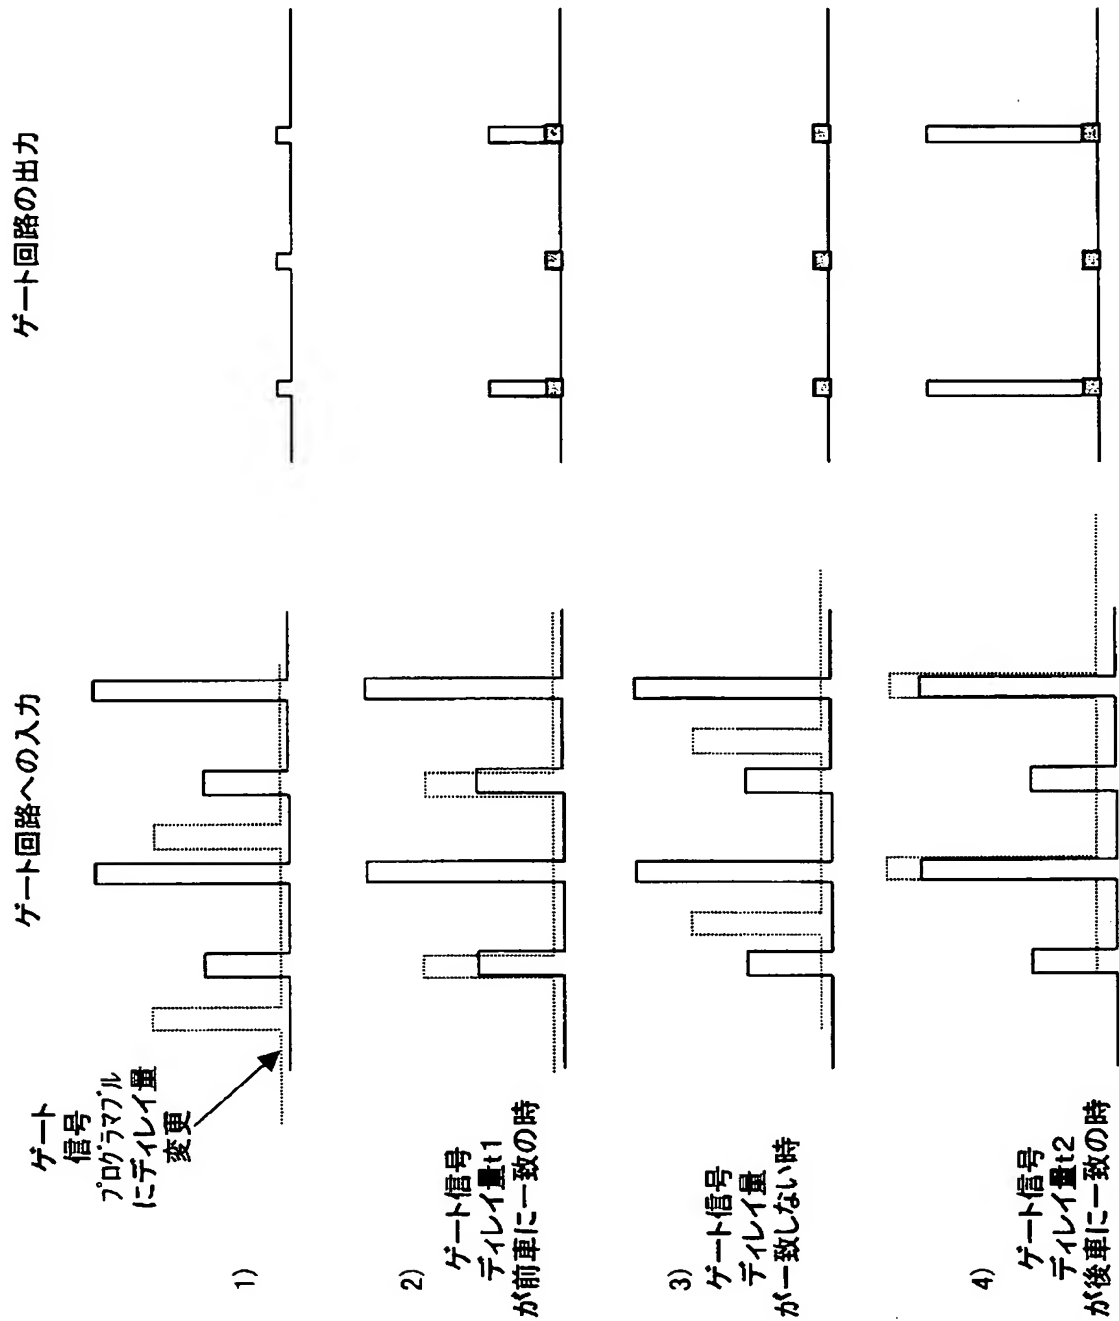 ゲート回路への入力
ゲート回路の出力
ゲート
信号
プログラマブル
にディレイ量
変更
1)
2)
ゲート信号
ディレイ量t1
が前車に一致の時
3)
ゲート信号
ディレイ量
が一致しない時
4)
ゲート信号
ディレイ量t2
が後車に一致の時